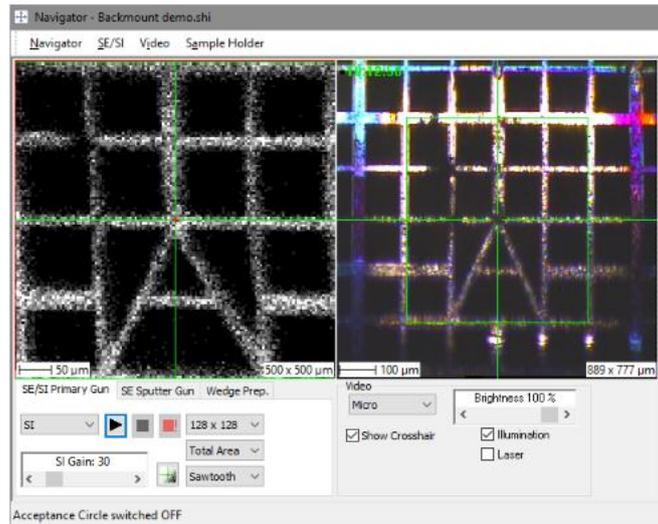 Navigator - Backmount demo.shi
Navigator SE/SI Video Sample Holder
50 µm
500 x 500 µm
100 µm
889 x 777 µm
SE/SI Primary Gun SE Sputter Gun Wedge Prep.
SI
128 x 128
Total Area
SI Gain: 30
Sawtooth
Video
Micro
Brightness 100 %
Show Crosshair
Illumination
Laser
Acceptance Circle switched OFF